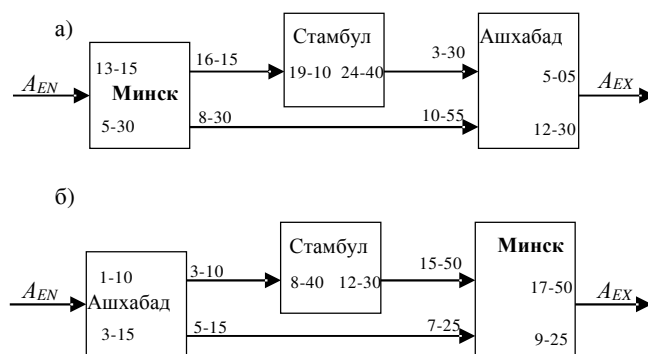 а)
Стамбул
Ашхабад
13-15
16-15
19-10 24-40
3-30
5-05
A_EN
Минск
A_EX
5-30
8-30
10-55
12-30
б)
Стамбул
Минск
1-10
3-10
8-40 12-30
15-50
17-50
A_EN
Ашхабад
A_EX
3-15
5-15
7-25
9-25